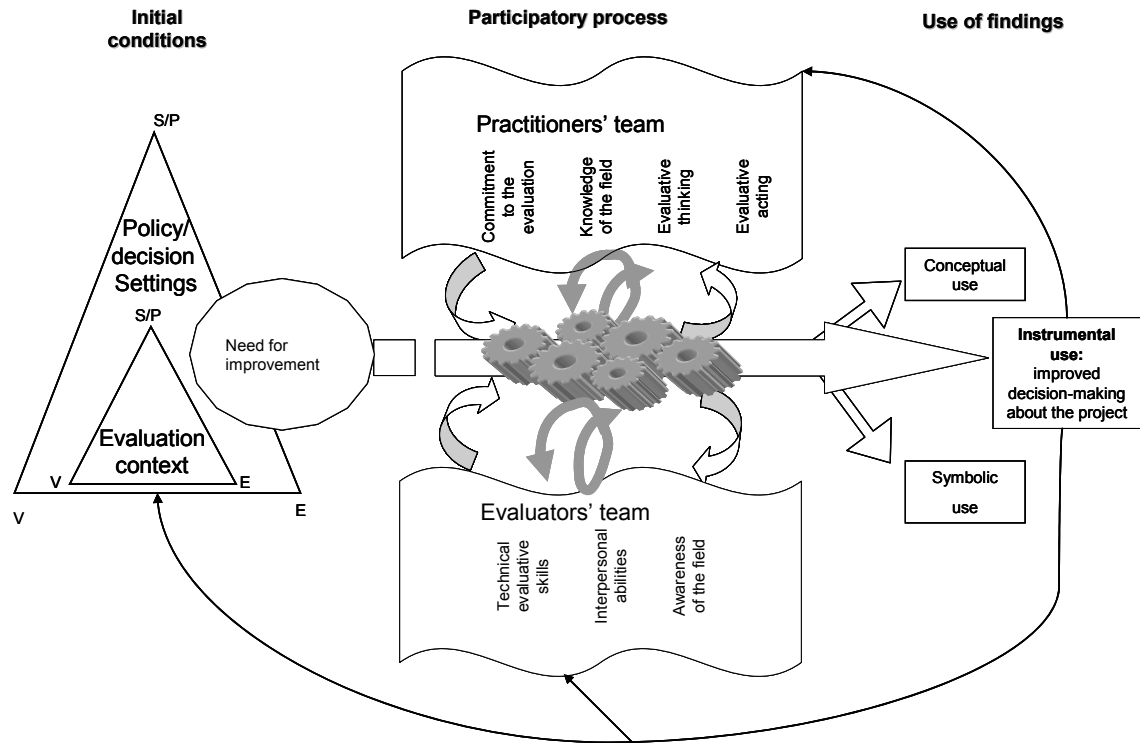 Initial
conditions
Participatory process
Use of findings
S/P
Policy/
decision
Settings
S/P
Evaluation
context
V
E
V
E
Need for
improvement
Practitioners' team
Commitment
to the
evaluation
Knowledge
of the field
Evaluative
thinking
Evaluative
acting
Evaluators' team
Technical
evaluative
skills
Interpersonal
abilities
Awareness
of the field
Conceptual
use
Instrumental
use:
improved
decision-making
about the project
Symbolic
use